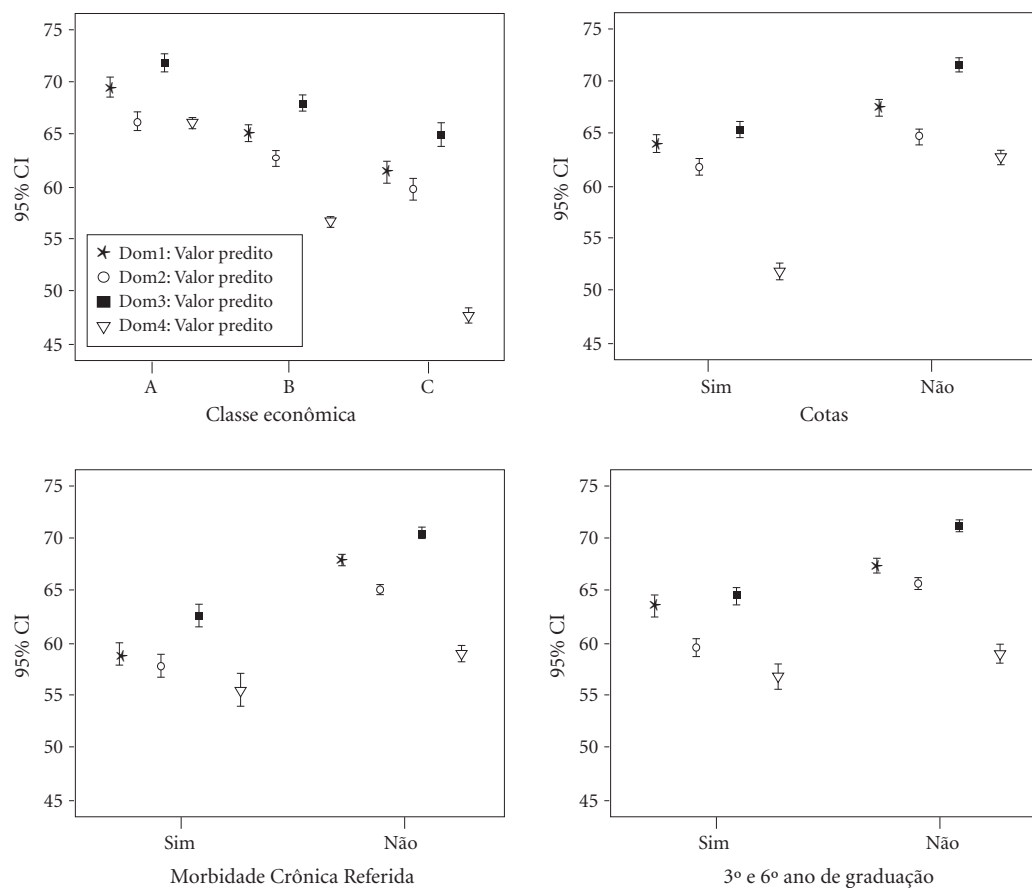 75
70
65
60
55
50
45
95% CI
Dom1: Valor predito
Dom2: Valor predito
Dom3: Valor predito
Dom4: Valor predito
A B C
Classe econômica
75
70
65
60
55
50
45
95% CI
Sim Não
Cotas
75
70
65
60
55
50
45
95% CI
Sim Não
Morbidade Crônica Referida
75
70
65
60
55
50
45
95% CI
Sim Não
3º e 6º ano de graduação